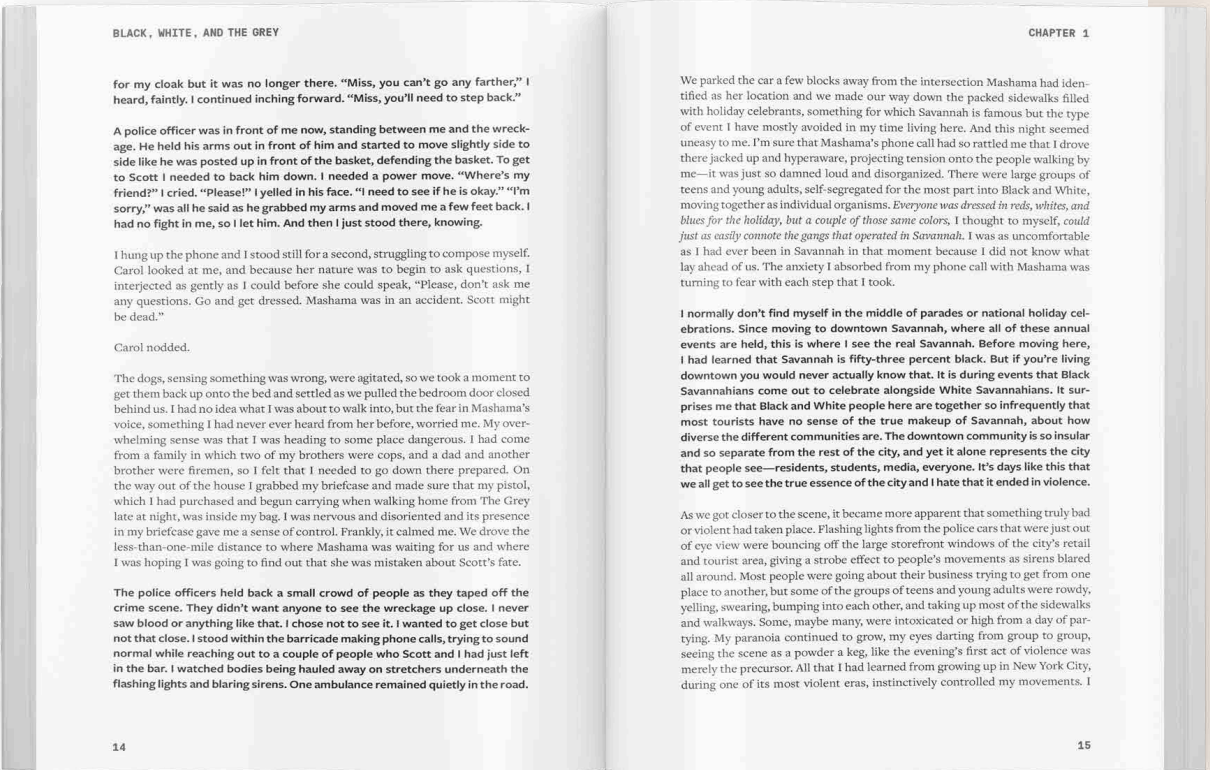 BLACK, WHITE, AND THE GREY
for my cloak but it was no longer there. “Miss, you can’t go any farther,” I
heard, faintly. I continued inching forward. “Miss, you’ll need to step back.”
A police officer was in front of me now, standing between me and the wreck-
age. He held his arms out in front of him and started to move slightly side to
side like he was posted up in front of the basket, defending the basket. To get
to Scott I needed to back him down. I needed a power move. “Where’s my
friend?” I cried. “Please!” I yelled in his face. “I need to see if he is okay.” “I’m
sorry,” was all he said as he grabbed my arms and moved me a few feet back. I
had no fight in me, so I let him. And then I just stood there, knowing.
I hung up the phone and I stood still for a second, struggling to compose myself.
Carol looked at me, and because her nature was to begin to ask questions, I
interjected as gently as I could before she could speak, “Please, don’t ask me
any questions. Go and get dressed. Mashama was in an accident. Scott might
be dead.”
Carol nodded.
The dogs, sensing something was wrong, were agitated, so we took a moment to
get them back up onto the bed and settled as we pulled the bedroom door closed
behind us. I had no idea what I was about to walk into, but the fear in Mashama’s
voice, something I had never ever heard from her before, worried me. My over-
whelming sense was that I was heading to some place dangerous. I had come
from a family in which two of my brothers were cops, and a dad and another
brother were firemen, so I felt that I needed to go down there prepared. On
the way out of the house I grabbed my briefcase and made sure that my pistol,
which I had purchased and begun carrying when walking home from The Grey
late at night, was inside my bag. I was nervous and disoriented and its presence
in my briefcase gave me a sense of control. Frankly, it calmed me. We drove the
less-than-one-mile distance to where Mashama was waiting for us and where
I was hoping I was going to find out that she was mistaken about Scott’s fate.
The police officers held back a small crowd of people as they taped off the
crime scene. They didn’t want anyone to see the wreckage up close. I never
saw blood or anything like that. I chose not to see it. I wanted to get close but
not that close. I stood within the barricade making phone calls, trying to sound
normal while reaching out to a couple of people who Scott and I had just left
in the bar. I watched bodies being hauled away on stretchers underneath the
flashing lights and blaring sirens. One ambulance remained quietly in the road.
14
CHAPTER 1
We parked the car a few blocks away from the intersection Mashama had iden-
tified as her location and we made our way down the packed sidewalks filled
with holiday celebrants, something for which Savannah is famous but the type
of event I have mostly avoided in my time living here. And this night seemed
uneasy to me. I’m sure that Mashama’s phone call had so rattled me that I drove
there jacked up and hyperaware, projecting tension onto the people walking by
me—it was just so damned loud and disorganized. There were large groups of
teens and young adults, self-segregated for the most part into Black and White,
moving together as individual organisms. Everyone was dressed in reds, whites, and
blues for the holiday, but a couple of those same colors, I thought to myself, could
just as easily connote the gangs that operated in Savannah. I was as uncomfortable
as I had ever been in Savannah in that moment because I did not know what
lay ahead of us. The anxiety I absorbed from my phone call with Mashama was
turning to fear with each step that I took.
I normally don’t find myself in the middle of parades or national holiday cel-
ebrations. Since moving to downtown Savannah, where all of these annual
events are held, this is where I see the real Savannah. Before moving here,
I had learned that Savannah is fifty-three percent black. But if you’re living
downtown you would never actually know that. It is during events that Black
Savannahians come out to celebrate alongside White Savannahians. It sur-
prises me that Black and White people here are together so infrequently that
most tourists have no sense of the true makeup of Savannah, about how
diverse the different communities are. The downtown community is so insular
and so separate from the rest of the city, and yet it alone represents the city
that people see—residents, students, media, everyone. It’s days like this that
we all get to see the true essence of the city and I hate that it ended in violence.
As we got closer to the scene, it became more apparent that something truly bad
or violent had taken place. Flashing lights from the police cars that were just out
of eye view were bouncing off the large storefront windows of the city’s retail
and tourist area, giving a strobe effect to people’s movements as sirens blared
all around. Most people were going about their business trying to get from one
place to another, but some of the groups of teens and young adults were rowdy,
yelling, swearing, bumping into each other, and taking up most of the sidewalks
and walkways. Some, maybe many, were intoxicated or high from a day of par-
tying. My paranoia continued to grow, my eyes darting from group to group,
seeing the scene as a powder a keg, like the evening’s first act of violence was
merely the precursor. All that I had learned from growing up in New York City,
during one of its most violent eras, instinctively controlled my movements. I
15